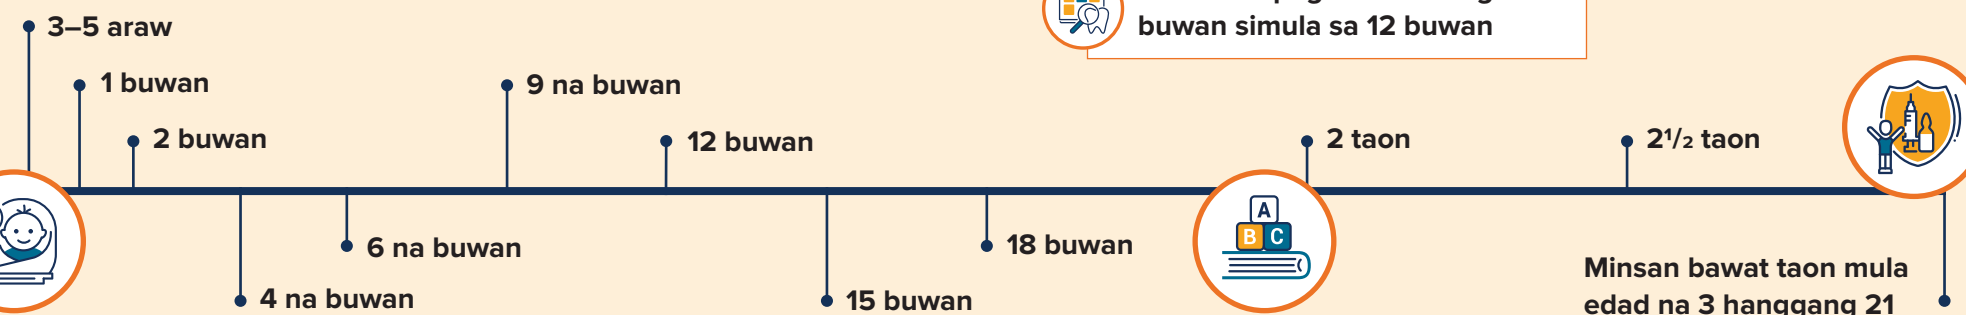 3–5 araw
1 buwan
2 buwan
4 na buwan
6 na buwan
9 na buwan
12 buwan
15 buwan
18 buwan
buwan simula sa 12 buwan
A
B C
2 taon
2¹/₂ taon
Minsan bawat taon mula
edad na 3 hanggang 21